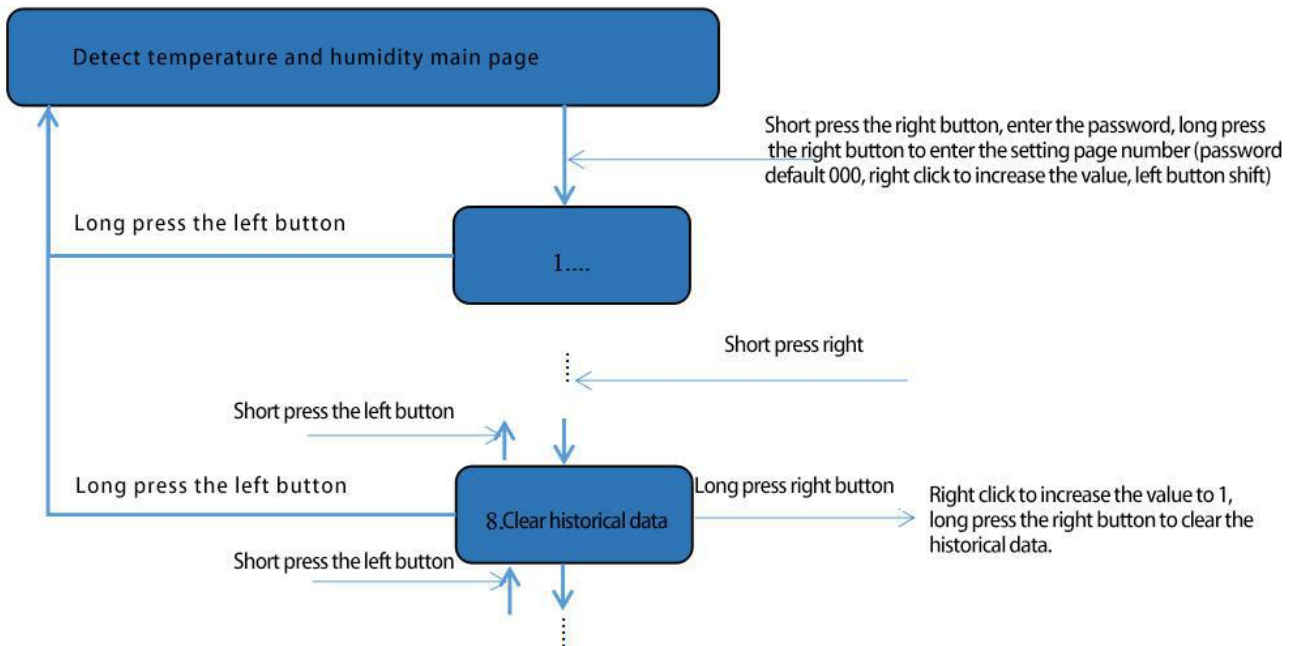 Detect temperature and humidity main page
Short press the right button, enter the password, long press
the right button to enter the setting page number (password
default 000, right click to increase the value, left button shift)
Long press the left button
1....
Short press right
Short press the left button
Long press the left button
8.Clear historical data
Long press right button
Right click to increase the value to 1,
long press the right button to clear the
historical data.
Short press the left button